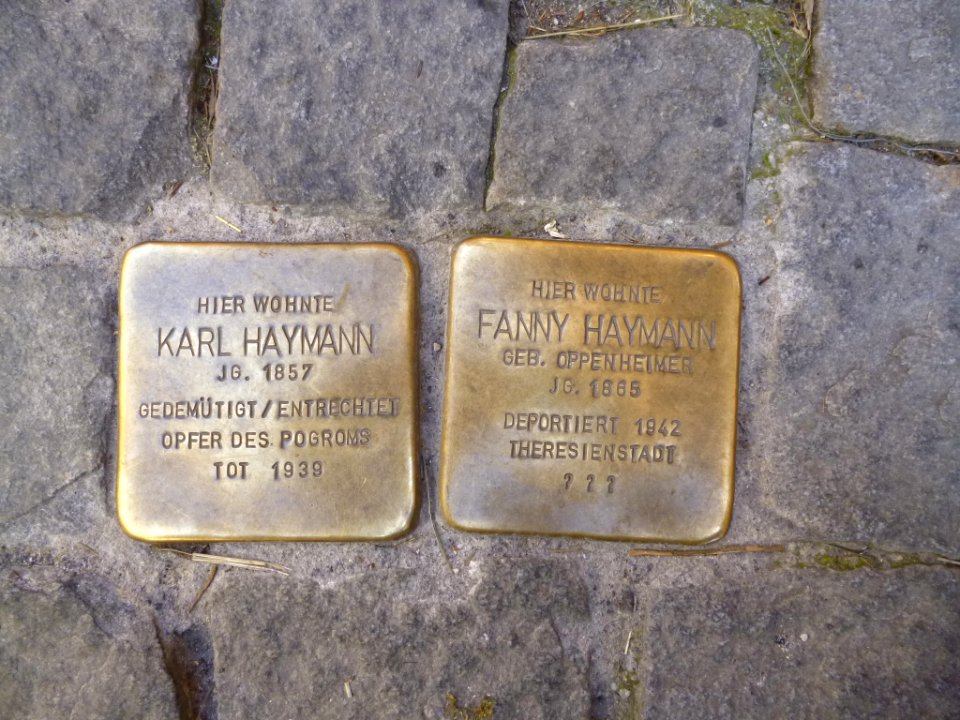 HIER WOHNTE
KARL HAYMANN
JG. 1857
GEDEMÜTIGT/ENTRECHTET
OPFER DES POGROMS
TOT 1939
HIER WOHNTE
FANNY HAYMANN
GEB. OPPENHEIMER
JG. 1865
DEPORTIERT 1942
THERESIENSTADT
? ? ?